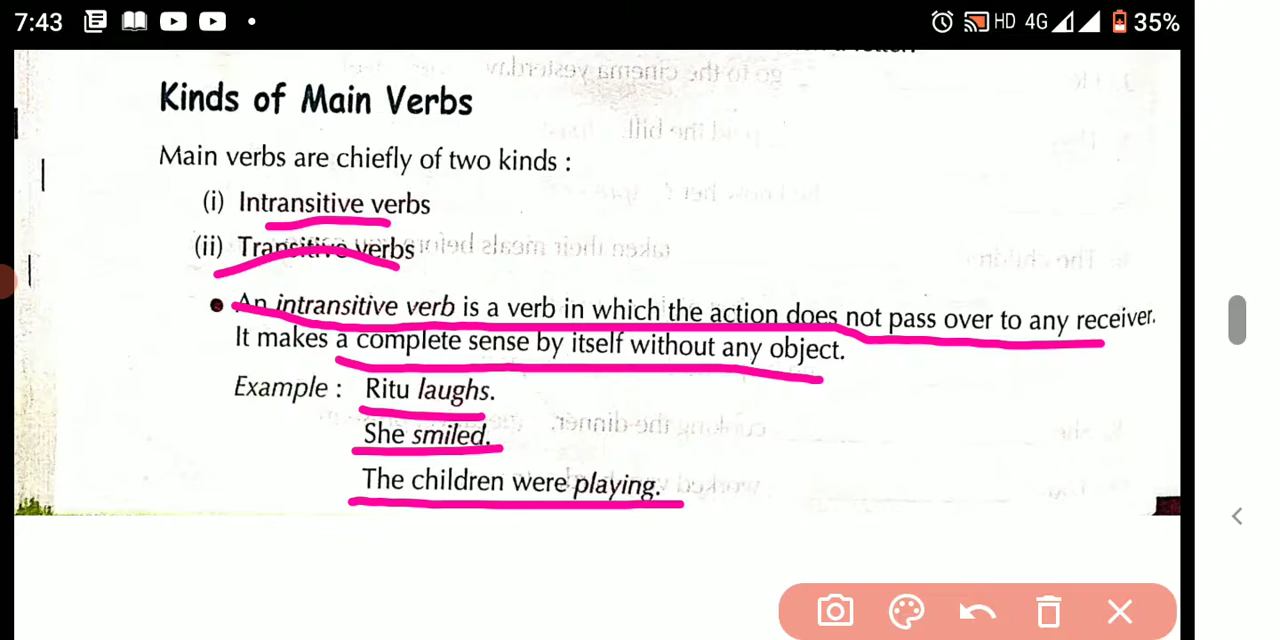 7:43 HD 4G 35%
Kinds of Main Verbs
Main verbs are chiefly of two kinds :
(i) Intransitive verbs
(ii) Transitive verbs
• An intransitive verb is a verb in which the action does not pass over to any receiver.
It makes a complete sense by itself without any object.
Example : Ritu laughs.
She smiled.
The children were playing.